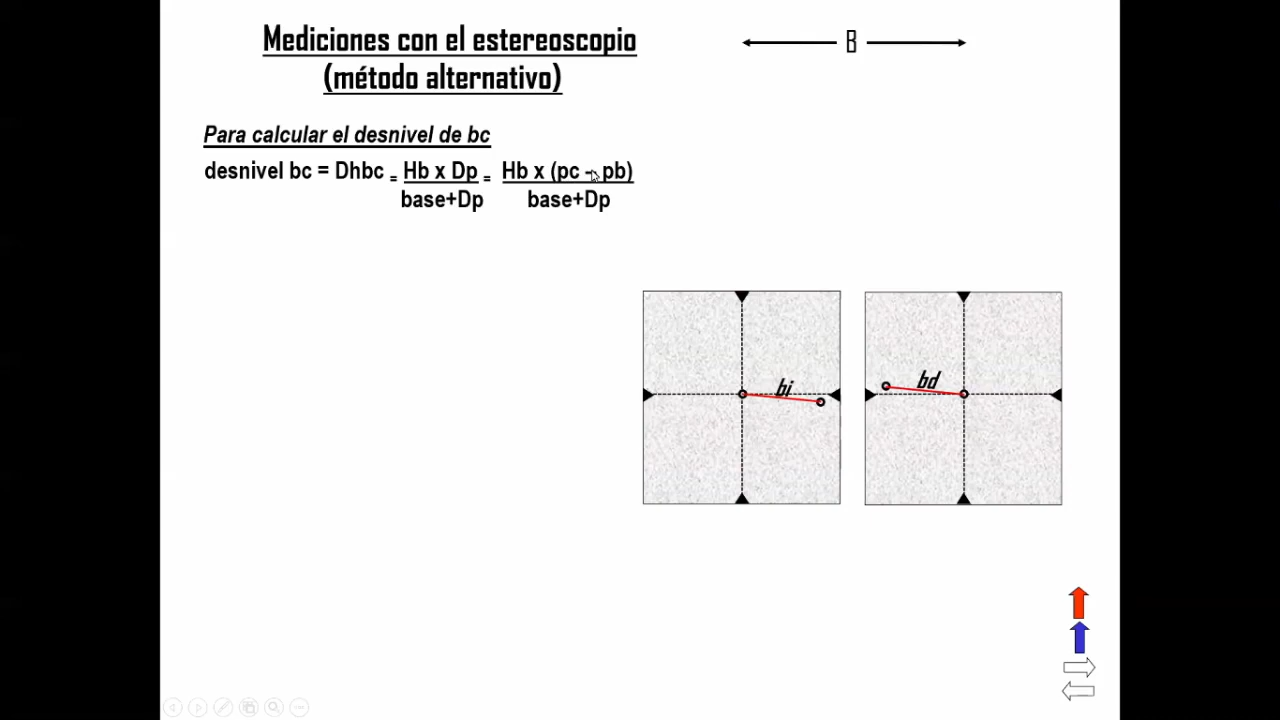 Mediciones con el estereoscopio
(método alternativo)
B
Para calcular el desnivel de bc
desnivel bc = Dhbc = Hb x Dp = Hb x (pc - pb)
base+Dp base+Dp
bi
bd